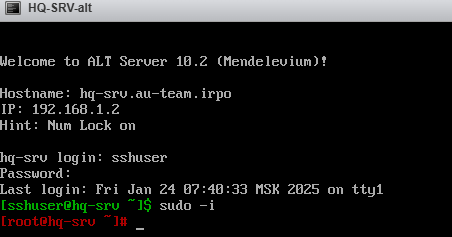 HQ-SRV-alt
Welcome to ALT Server 10.2 (Mendelevium)!
Hostname: hq-srv.au-team.irpo
IP: 192.168.1.2
Hint: Num Lock on
hq-srv login: sshuser
Password:
Last login: Fri Jan 24 07:40:33 MSK 2025 on tty1
[sshuser@hq-srv ~]$ sudo -i
[root@hq-srv ~]# _